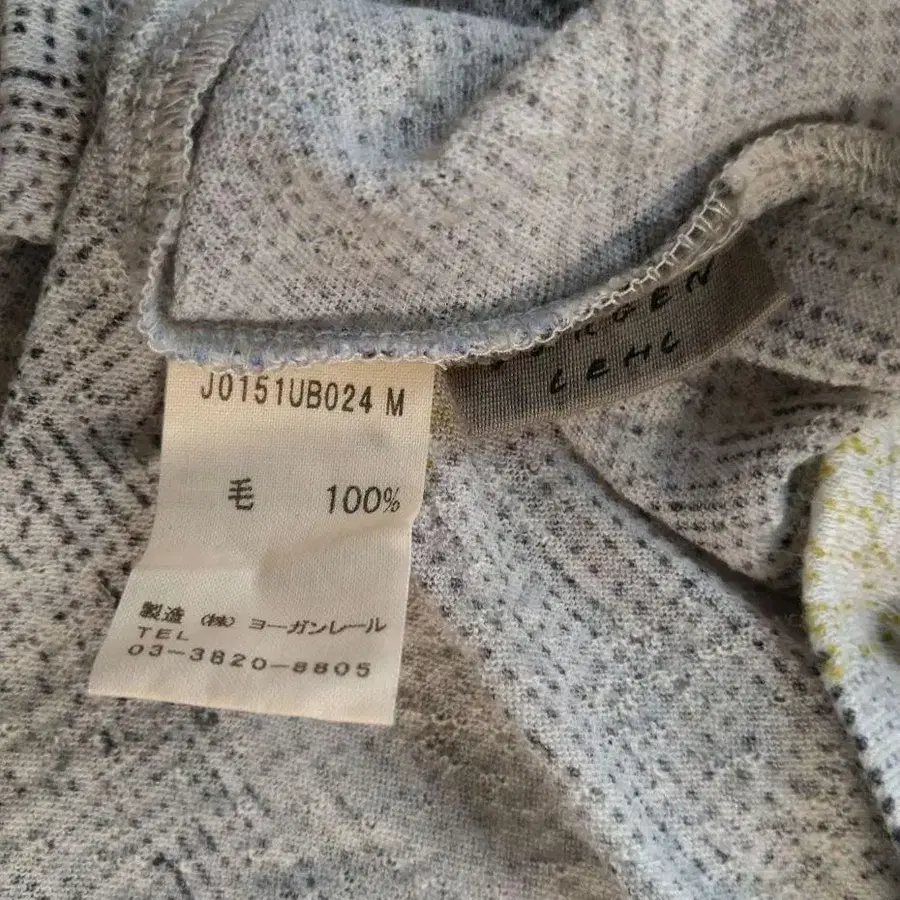 J0151UB024 M
毛 100%
製造 (株) ヨーガンレール
TEL
03-3820-8805
LEHL